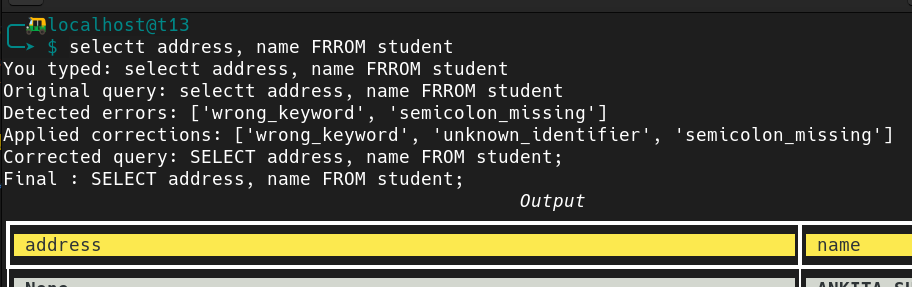 localhost@t13
$ selectt address, name FRROM student
You typed: selectt address, name FRROM student
Original query: selectt address, name FRROM student
Detected errors: ['wrong_keyword', 'semicolon_missing']
Applied corrections: ['wrong_keyword', 'unknown_identifier', 'semicolon_missing']
Corrected query: SELECT address, name FROM student;
Final : SELECT address, name FROM student;
Output
address name
None ANKITA